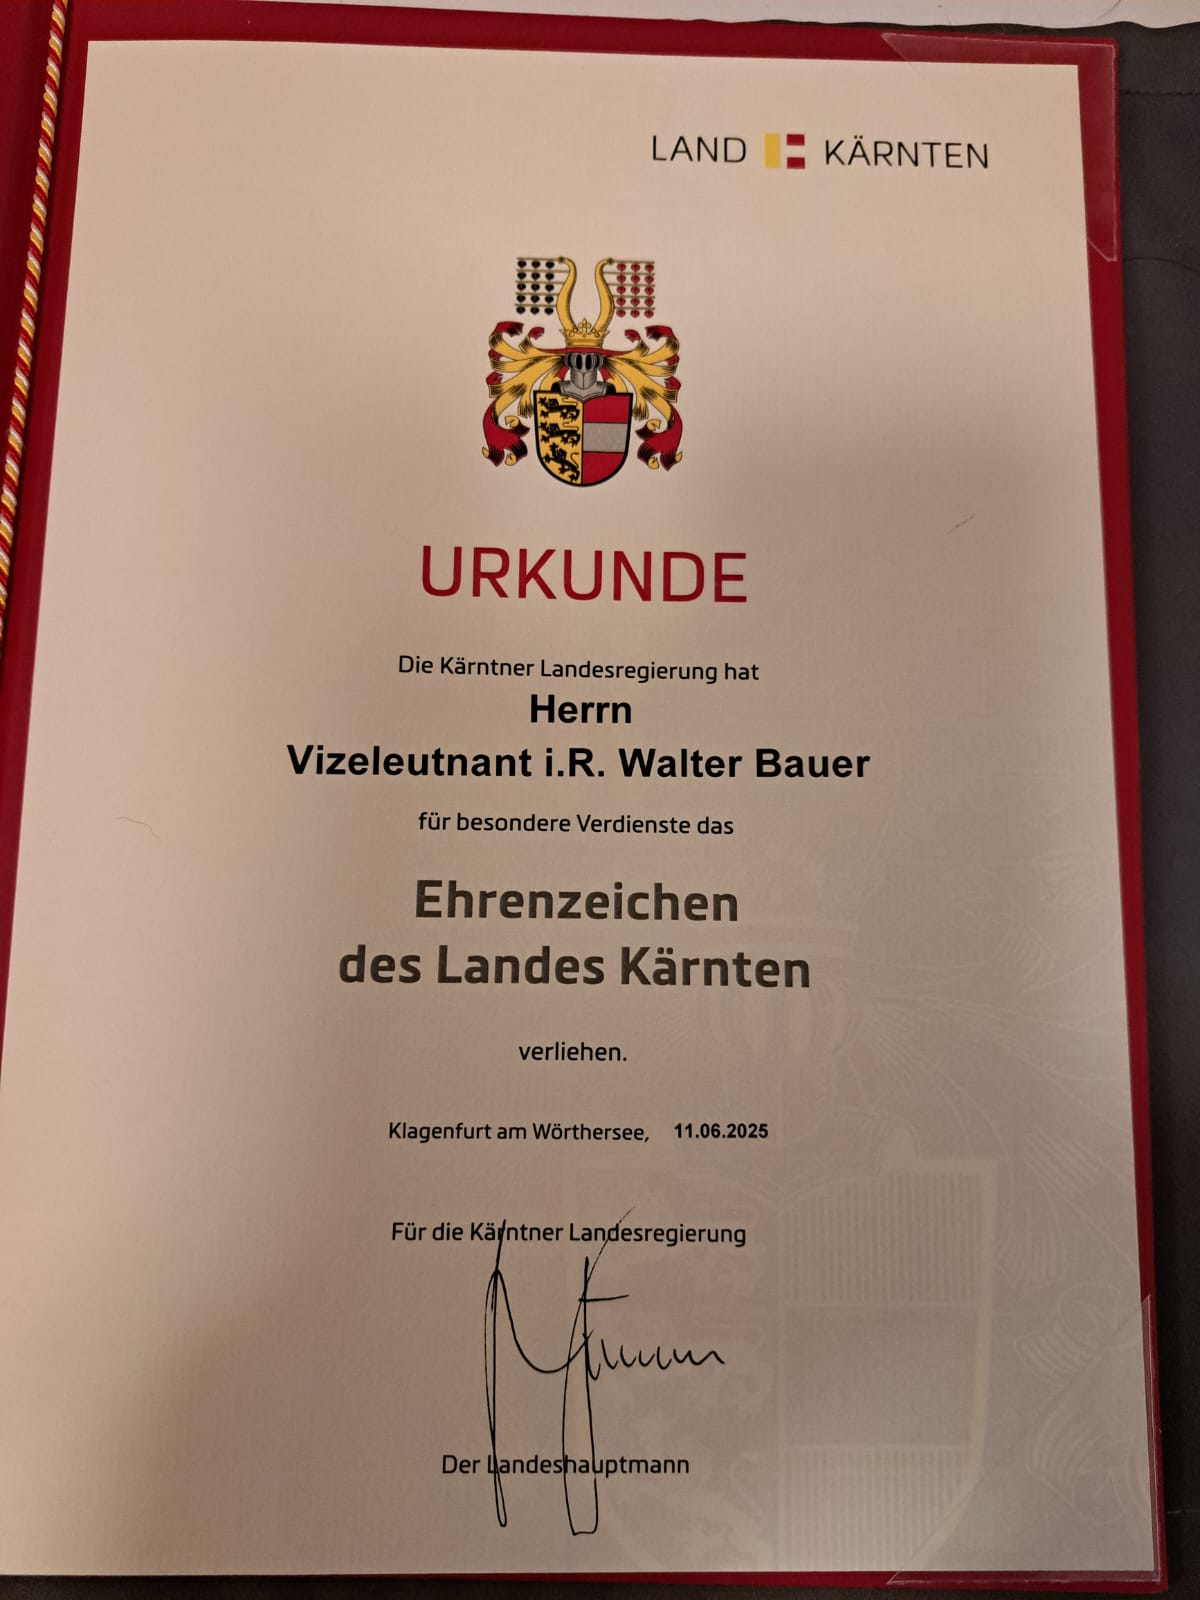 LAND KÄRNTEN
URKUNDE
Die Kärntner Landesregierung hat
Herrn
Vizeleutnant i.R. Walter Bauer
für besondere Verdienste das
Ehrenzeichen
des Landes Kärnten
verliehen.
Klagenfurt am Wörthersee, 11.06.2025
Für die Kärntner Landesregierung
Der Landeshauptmann